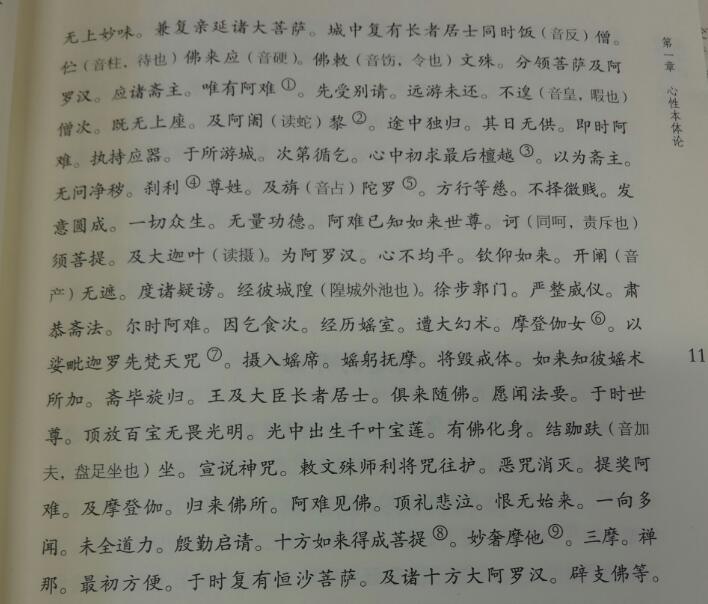 无上妙味。兼复亲延诸大菩萨。城中复有长者居士同时饭（音反）僧。
伫（音柱，待也）佛来应（音硬）。佛敕（音饬，令也）文殊。分领菩萨及阿
罗汉。应诸斋主。唯有阿难①。先受别请。远游未还。不遑（音皇，暇也）
僧次。既无上座。及阿阇（读蛇）黎②。途中独归。其日无供。即时阿
难。执持应器。于所游城。次第循乞。心中初求最后檀越③。以为斋主。
无问净秽。刹利④尊姓。及旃（音占）陀罗⑤。方行等慈。不择微贱。发
意圆成。一切众生。无量功德。阿难已知如来世尊。诃（同呵，责斥也）
须菩提。及大迦叶（读摄）。为阿罗汉。心不均平。钦仰如来。开阐（音
产）无遮。度诸疑谤。经彼城隍（隍城外池也）。徐步郭门。严整威仪。肃
恭斋法。尔时阿难。因乞食次。经历婬室。遭大幻术。摩登伽女⑥。以
娑毗迦罗先梵天咒⑦。摄入婬席。婬躬抚摩。将毁戒体。如来知彼婬术
所加。斋毕旋归。王及大臣长者居士。俱来随佛。愿闻法要。于时世
尊。顶放百宝无畏光明。光中出生千叶宝莲。有佛化身。结跏趺（音加
夫，盘足坐也）坐。宣说神咒。敕文殊师利将咒往护。恶咒消灭。提奖阿
难。及摩登伽。归来佛所。阿难见佛。顶礼悲泣。恨无始来。一向多
闻。未全道力。殷勤启请。十方如来得成菩提⑧。妙奢摩他⑨。三摩。禅
那。最初方便。于时复有恒沙菩萨。及诸十方大阿罗汉。辟支佛等。
第一章 心性本体论
11